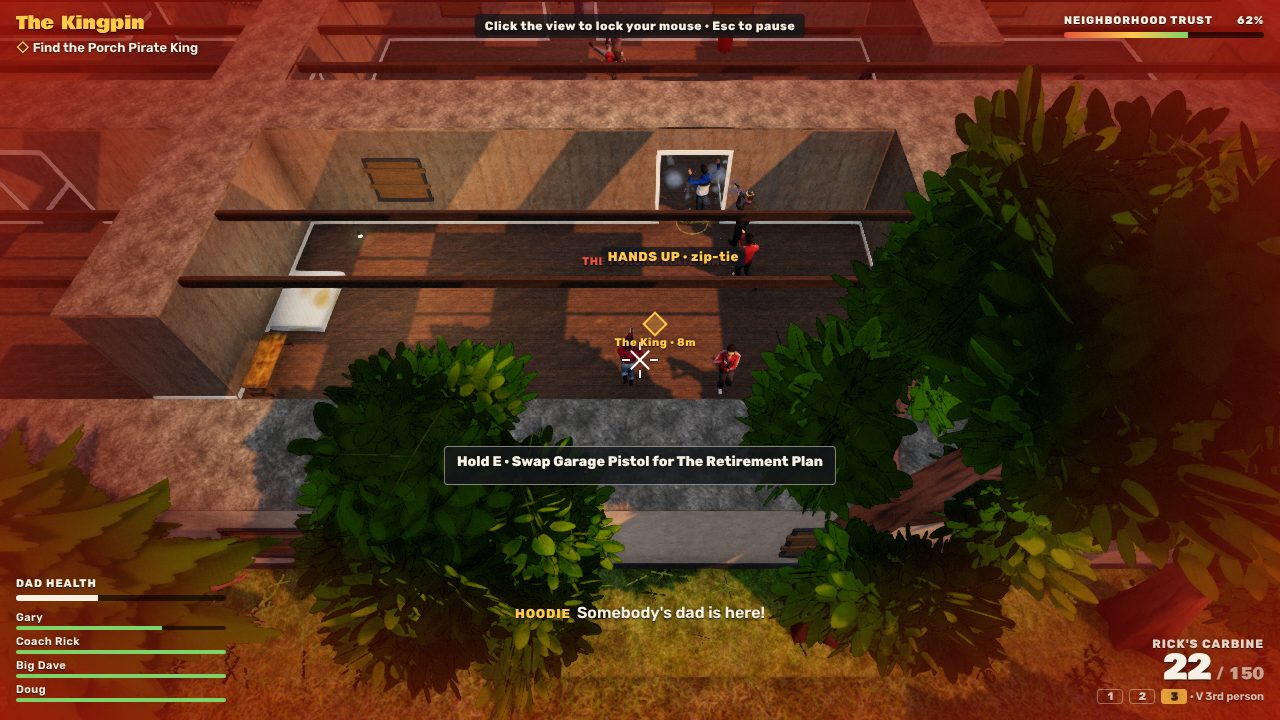 The Kingpin
Find the Porch Pirate King
Click the view to lock your mouse • Esc to pause
NEIGHBORHOOD TRUST 62%
HANDS UP • zip-tie
The King • 8m
Hold E • Swap Garage Pistol for The Retirement Plan
HOODIE Somebody's dad is here!
DAD HEALTH
Gary
Coach Rick
Big Dave
Doug
RICK'S CARBINE
22 / 150
1 2 3 • V 3rd person